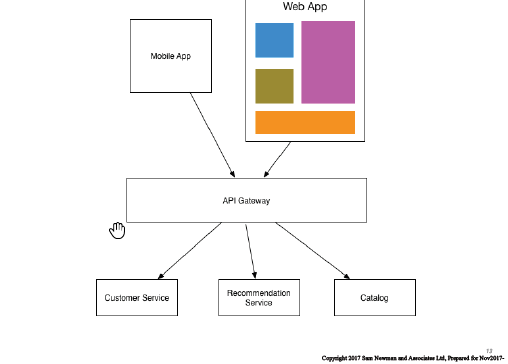 Web App
Mobile App
API Gateway
Customer Service
Recommendation
Service
Catalog
13
Copyright 2017 Sam Newman and Associates Ltd, Prepared for Nov2017-